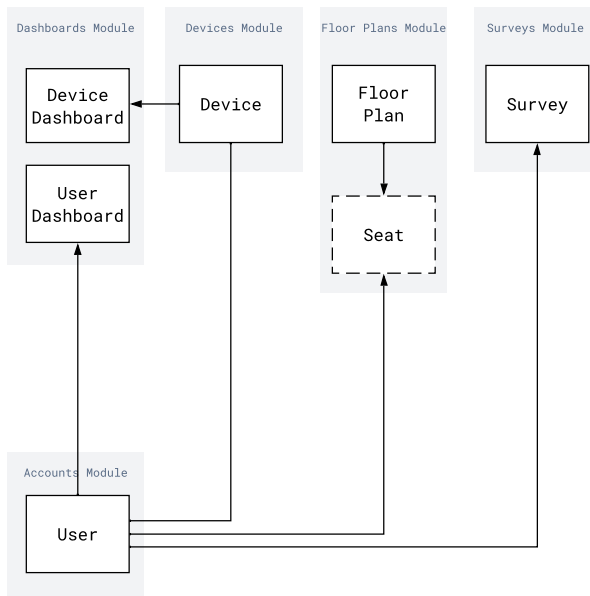 Dashboards Module
Devices Module
Floor Plans Module
Surveys Module
Device
Dashboard
Device
Floor
Plan
Survey
User
Dashboard
Seat
Accounts Module
User